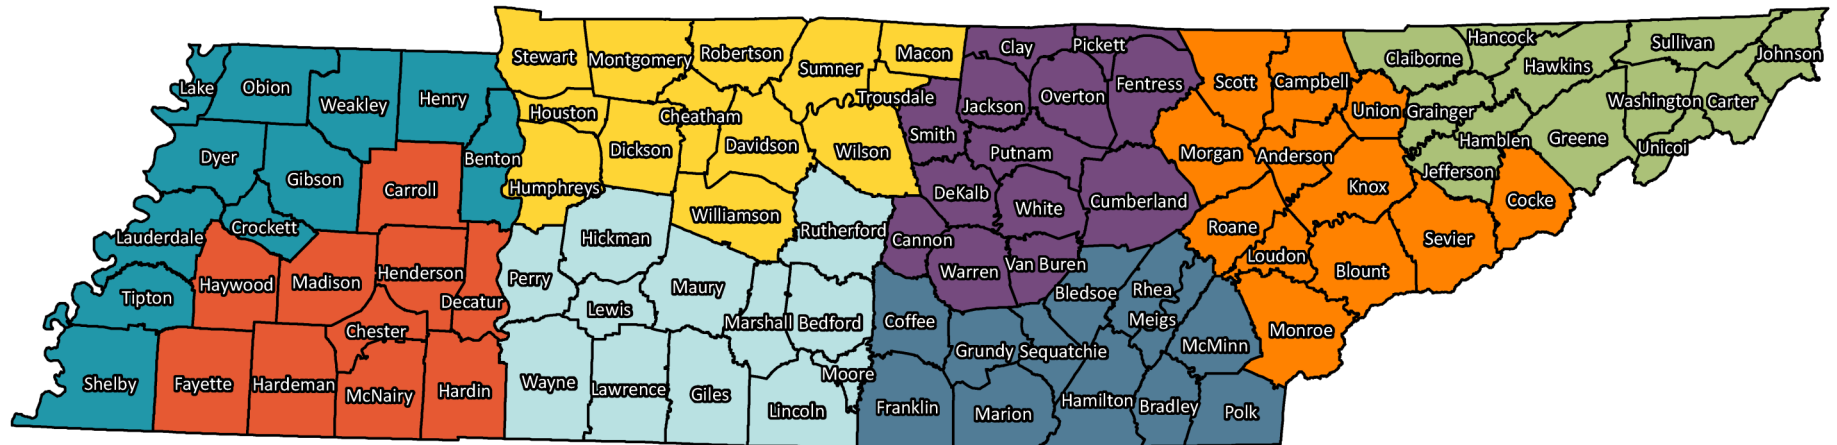 Stewart
Montgomery
Robertson
Sumner
Macon
Clay
Pickett
Fentress
Scott
Campbell
Claiborne
Hancock
Hawkins
Sullivan
Johnson
Lake
Obion
Weakley
Henry
Houston
Cheatham
Trousdale
Jackson
Overton
Union
Grainger
Washington
Carter
Dyer
Gibson
Carroll
Benton
Humphreys
Dickson
Davidson
Wilson
Smith
Putnam
Morgan
Anderson
Hamblen
Greene
Unicoi
Jefferson
Knox
Cocke
Lauderdale
Crockett
Williamson
Rutherford
DeKalb
White
Cumberland
Roane
Sevier
Hickman
Cannon
Loudon
Blount
Tipton
Haywood
Madison
Henderson
Decatur
Perry
Lewis
Maury
Warren
Van Buren
Bledsoe
Rhea
Meigs
Chester
Marshall
Bedford
Coffee
Grundy
Sequatchie
McMinn
Monroe
Shelby
Fayette
Hardeman
McNairy
Hardin
Wayne
Lawrence
Giles
Moore
Lincoln
Franklin
Marion
Hamilton
Bradley
Polk